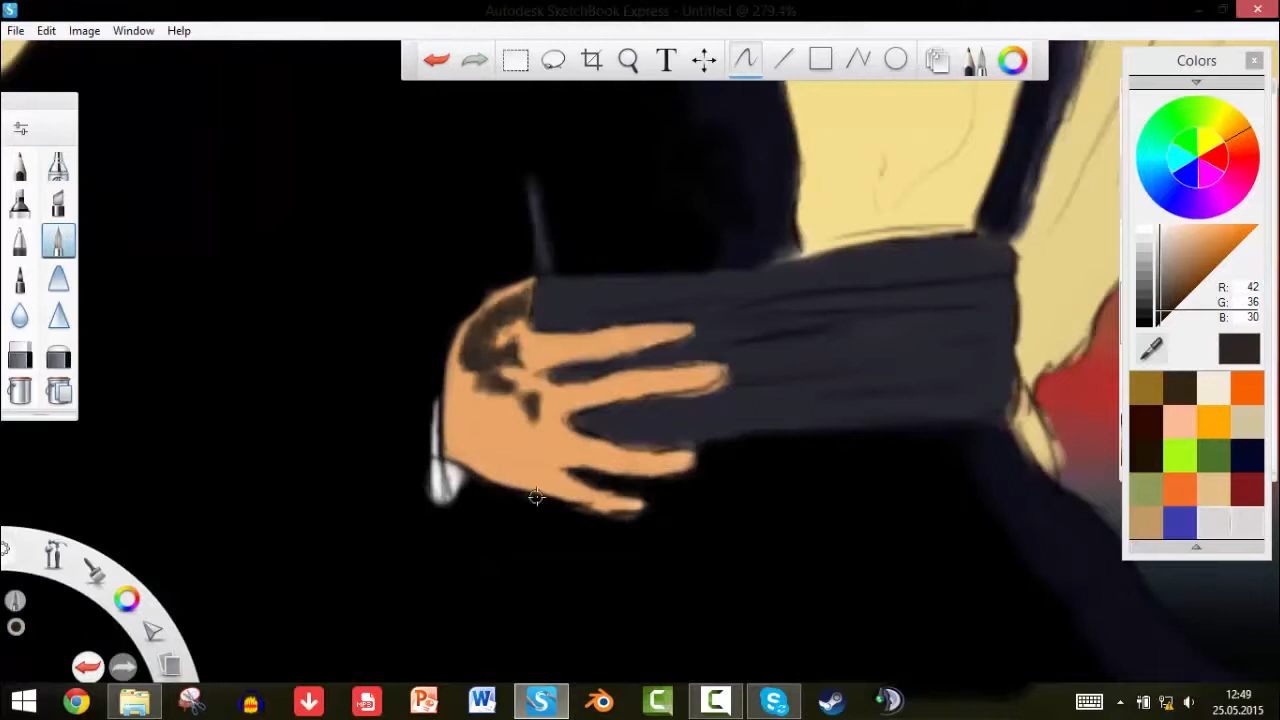 Autodesk SketchBook Express - Untitled @ 279.4%
File Edit Image Window Help
T
Colors
R: 42
G: 36
B: 30
MP3
12:49
25.05.2015